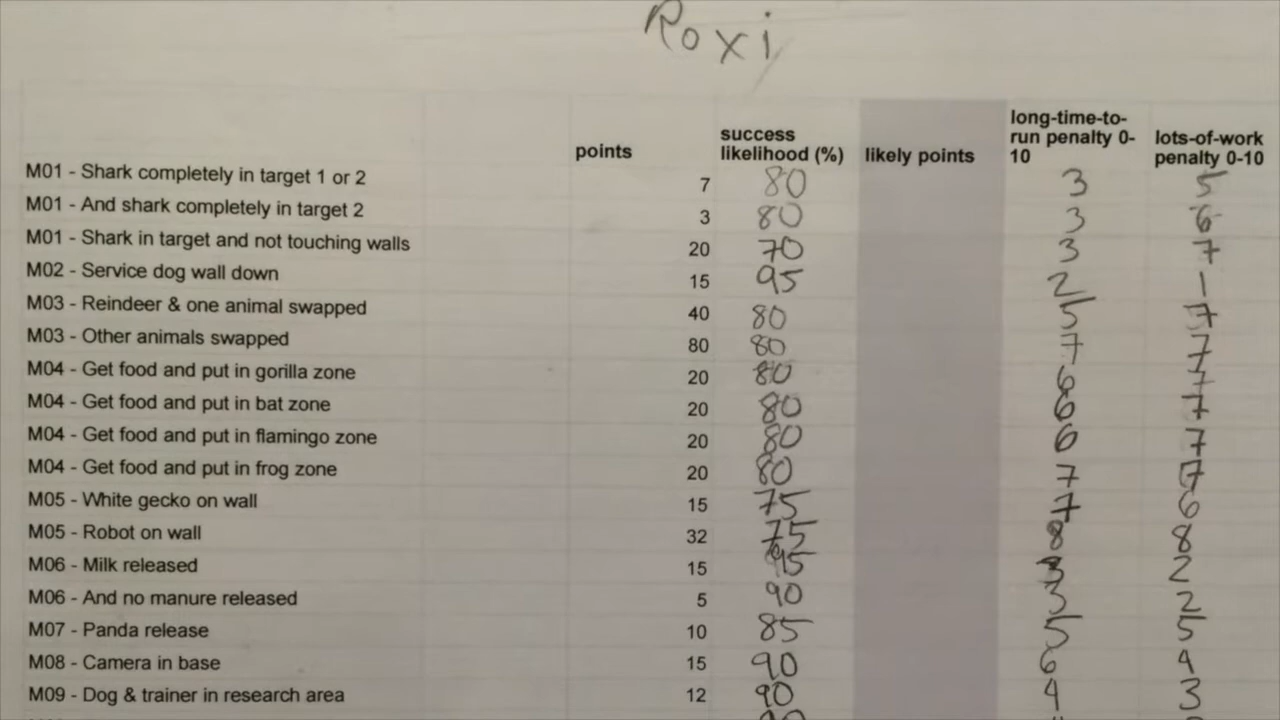 Roxi
points success likelihood (%) likely points long-time-to-run penalty 0-10 lots-of-work penalty 0-10
M01 - Shark completely in target 1 or 2 7 80 3 5
M01 - And shark completely in target 2 3 80 3 6
M01 - Shark in target and not touching walls 20 70 3 7
M02 - Service dog wall down 15 95 2 1
M03 - Reindeer & one animal swapped 40 80 5 7
M03 - Other animals swapped 80 80 7 7
M04 - Get food and put in gorilla zone 20 80 6 7
M04 - Get food and put in bat zone 20 80 6 7
M04 - Get food and put in flamingo zone 20 80 6 7
M04 - Get food and put in frog zone 20 80 7 7
M05 - White gecko on wall 15 75 7 6
M05 - Robot on wall 32 75 8 8
M06 - Milk released 15 95 3 2
M06 - And no manure released 5 90 3 2
M07 - Panda release 10 85 5 5
M08 - Camera in base 15 90 6 4
M09 - Dog & trainer in research area 12 90 4 3